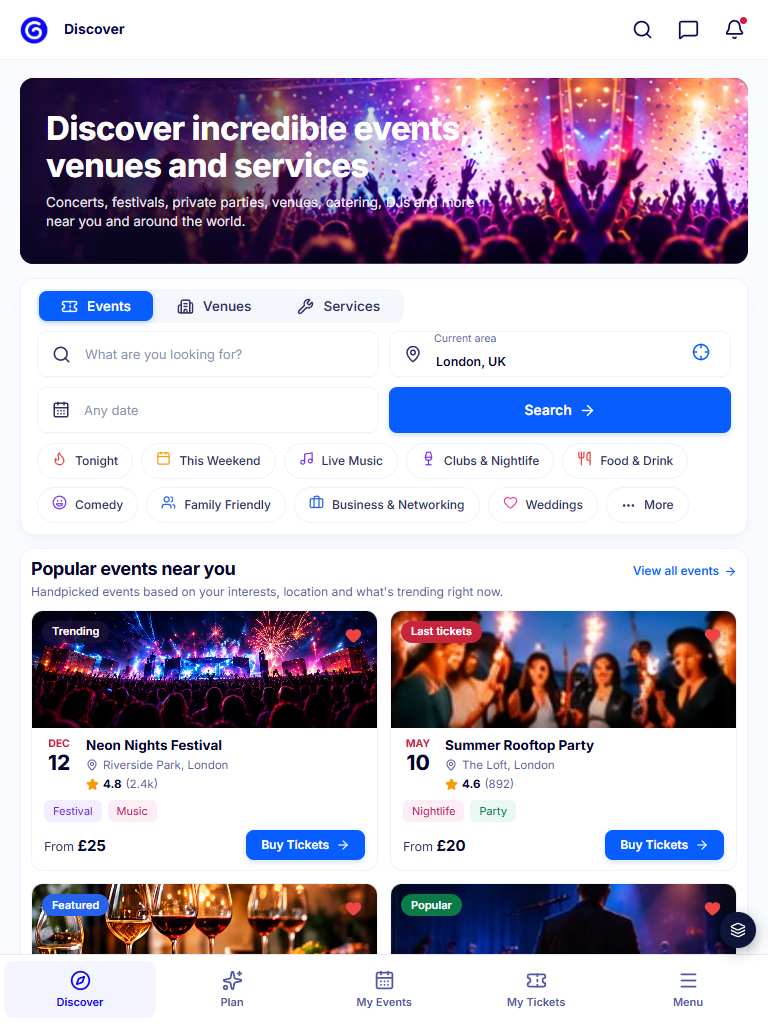 Discover
Discover incredible events
venues and services
Concerts, festivals, private parties, venues, catering, DJs and more
near you and around the world.
Events
Venues
Services
What are you looking for?
Current area
London, UK
Any date
Search
Tonight
This Weekend
Live Music
Clubs & Nightlife
Food & Drink
Comedy
Family Friendly
Business & Networking
Weddings
More
Popular events near you
View all events
Handpicked events based on your interests, location and what's trending right now.
Trending
Last tickets
DEC
12
Neon Nights Festival
Riverside Park, London
4.8 (2.4k)
Festival
Music
From £25
Buy Tickets
MAY
10
Summer Rooftop Party
The Loft, London
4.6 (892)
Nightlife
Party
From £20
Buy Tickets
Featured
Popular
Discover
Plan
My Events
My Tickets
Menu